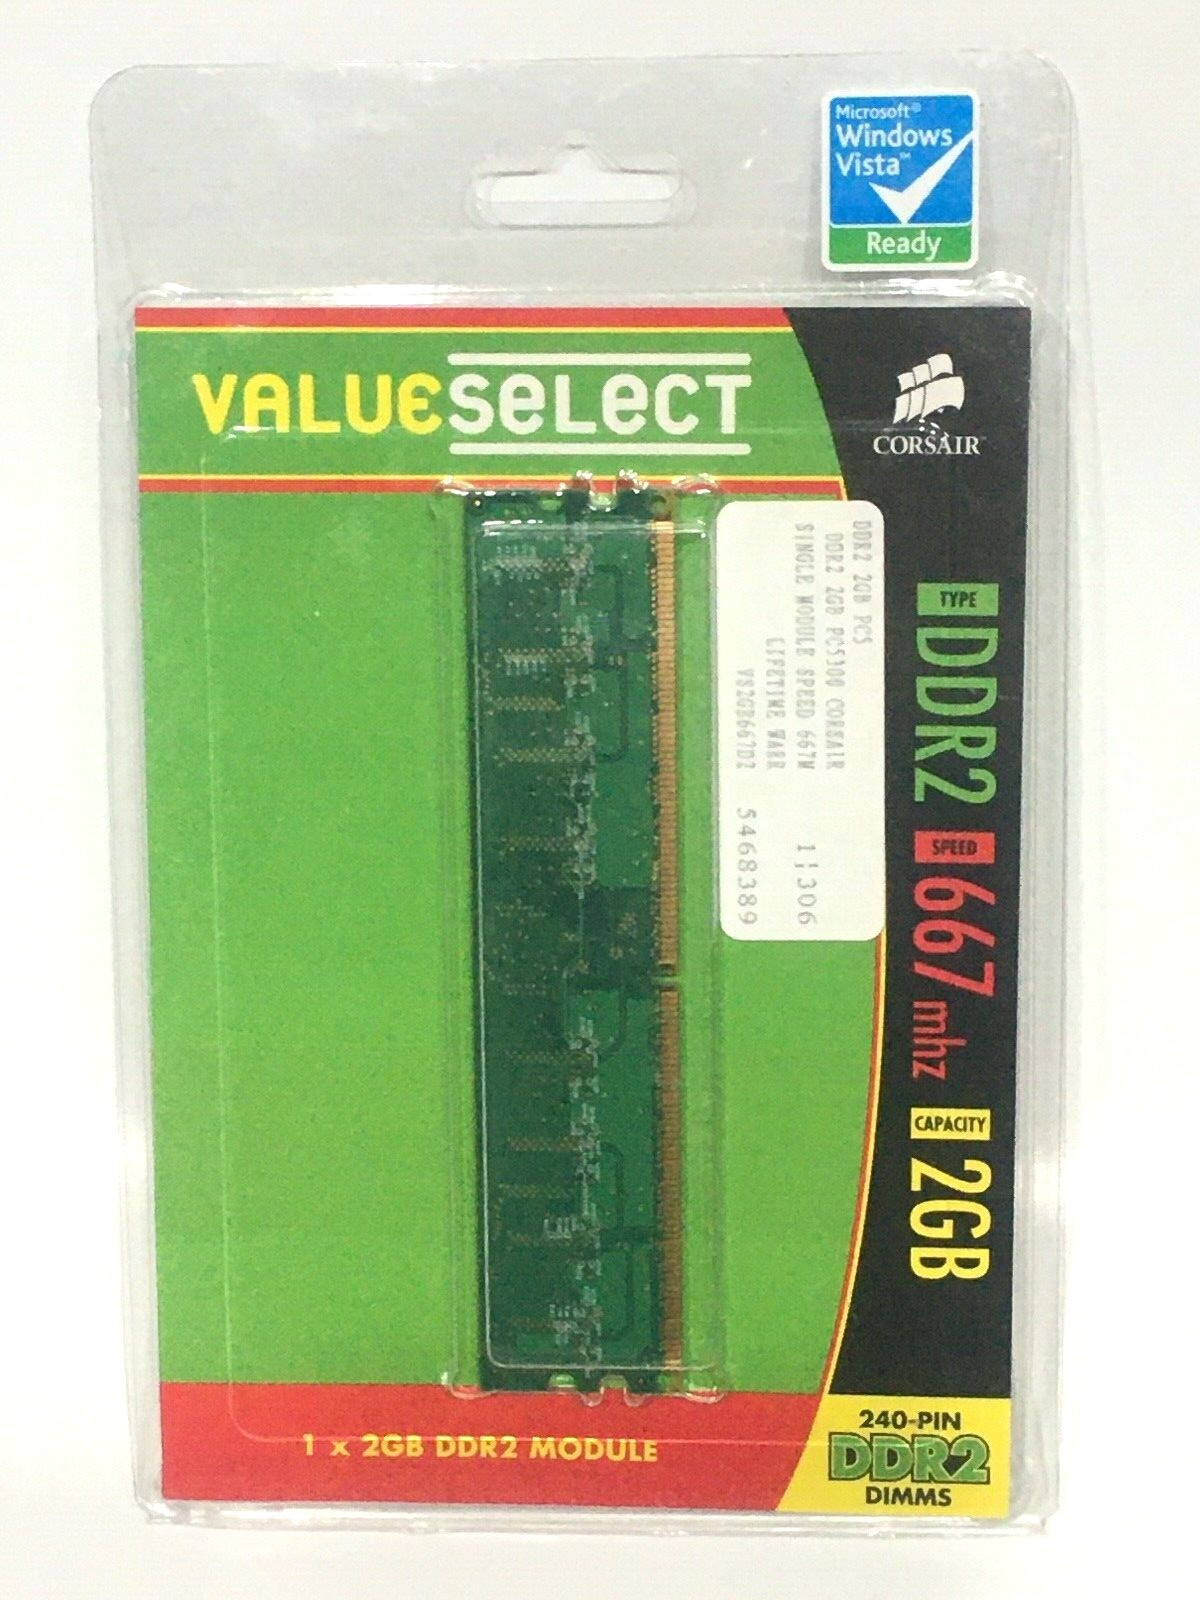 Microsoft®
Windows
Vista™
Ready
VALUESELECT
CORSAIR
DDR2 2GB PC5
DDR2 2GB PC5300 CORSAIR
SINGLE MODULE SPEED 667M 11306
LIFETIME WARR
VS2GB667D2 5468389
TYPE
DDR2
SPEED
667 mhz
CAPACITY
2GB
1 x 2GB DDR2 MODULE
240-PIN
DDR2
DIMMS